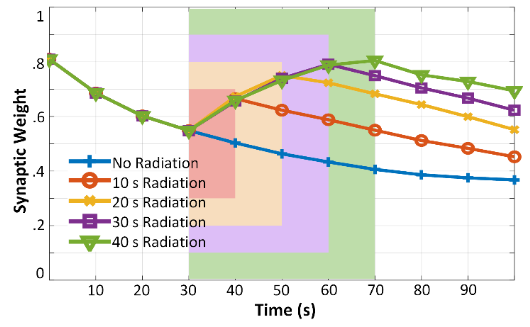 1
.8
.6
.4
.2
0
Synaptic Weight
No Radiation
10 s Radiation
20 s Radiation
30 s Radiation
40 s Radiation
10 20 30 40 50 60 70 80 90
Time (s)